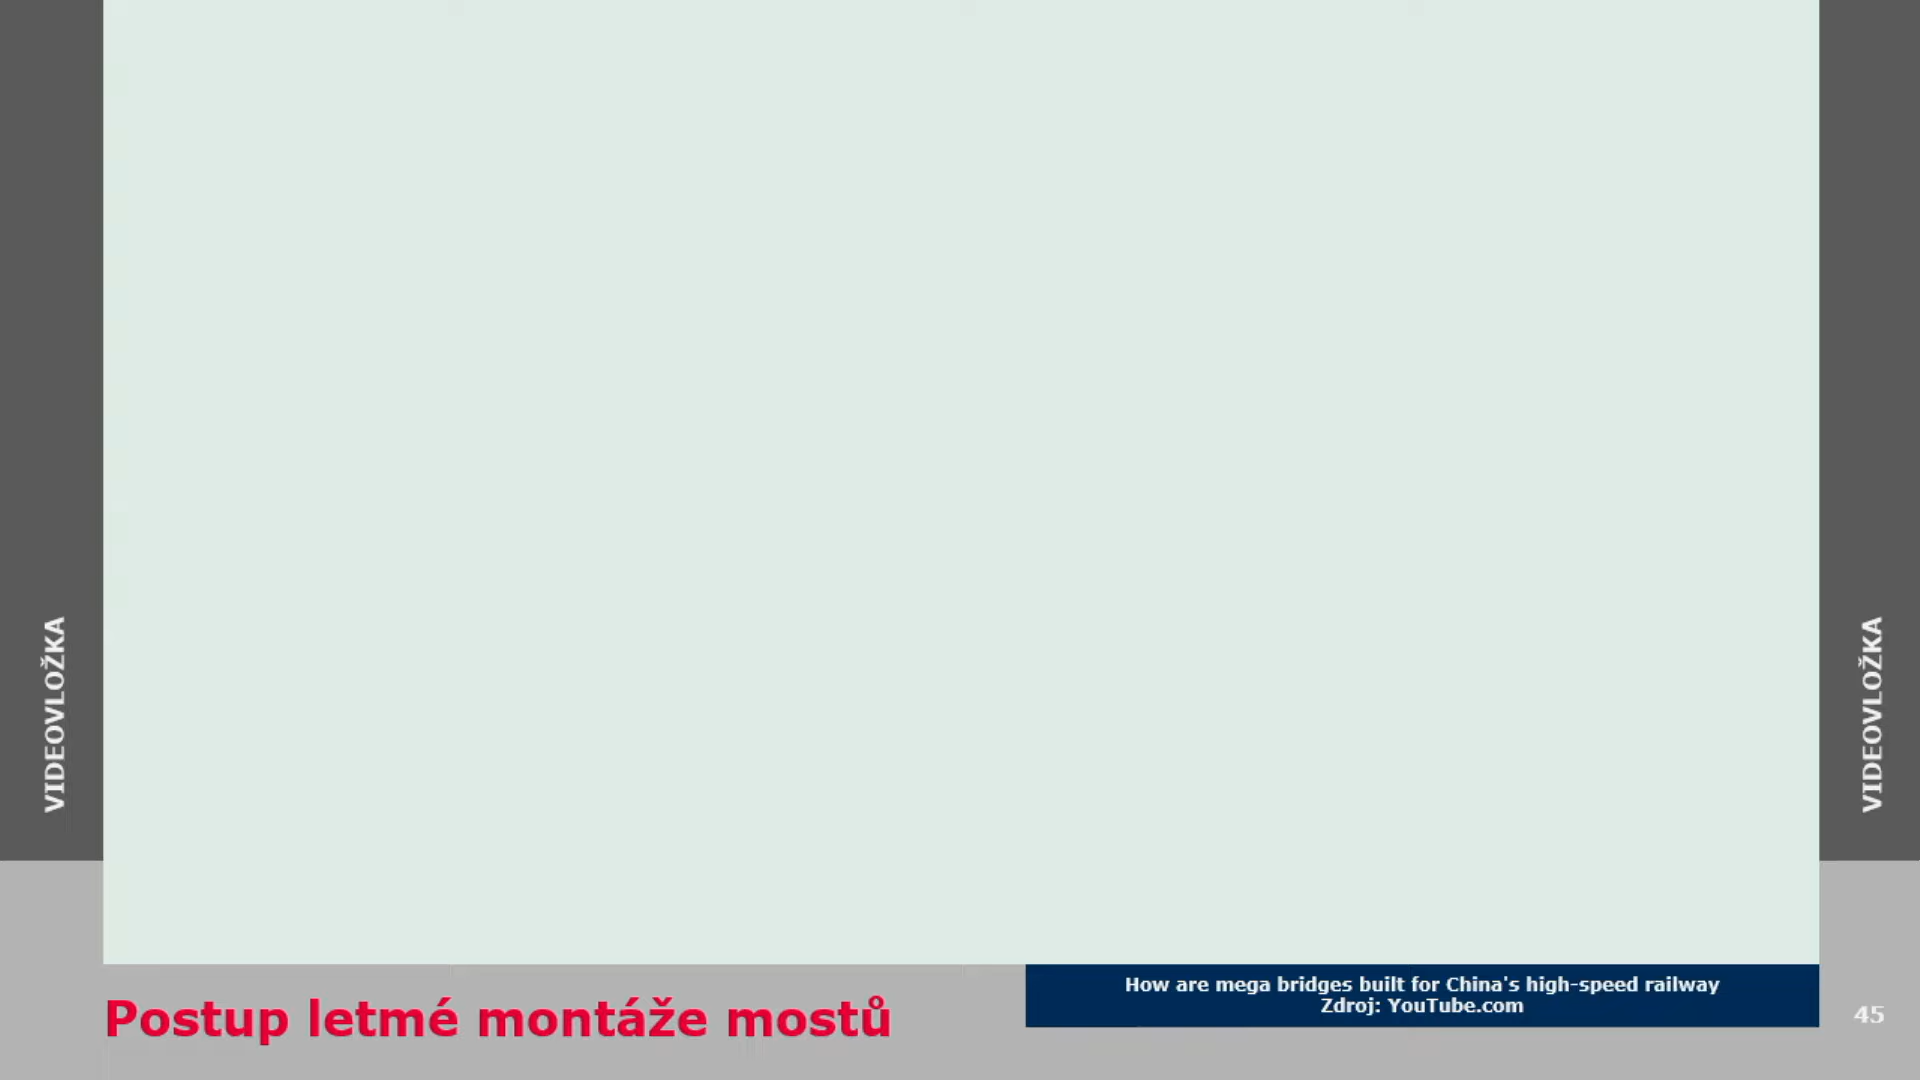 VIDEOVLOŽKA
VIDEOVLOŽKA
Postup letmé montáže mostů
How are mega bridges built for China's high-speed railway
Zdroj: YouTube.com
45